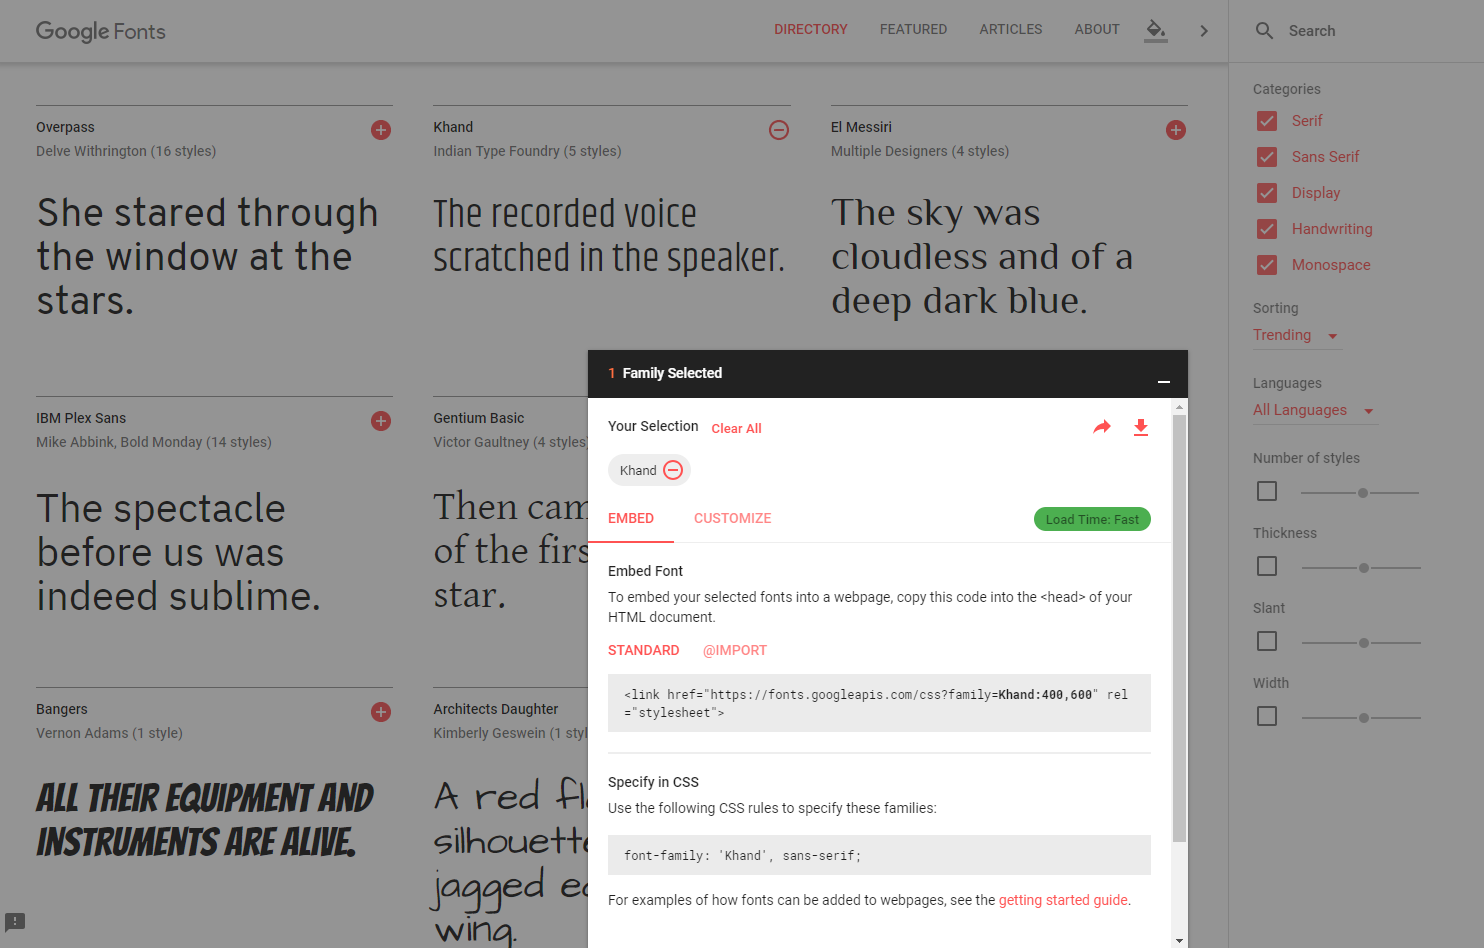 Google Fonts
DIRECTORY
FEATURED
ARTICLES
ABOUT
Search
Overpass
Delve Withrington (16 styles)
She stared through
the window at the
stars.
Khand
Indian Type Foundry (5 styles)
The recorded voice
scratched in the speaker.
El Messiri
Multiple Designers (4 styles)
The sky was
cloudless and of a
deep dark blue.
IBM Plex Sans
Mike Abbink, Bold Monday (14 styles)
The spectacle
before us was
indeed sublime.
Gentium Basic
Victor Gaultney (4 styles)
Then cam
of the firs
star.
Bangers
Vernon Adams (1 style)
ALL THEIR EQUIPMENT AND
INSTRUMENTS ARE ALIVE.
Architects Daughter
Kimberly Geswein (1 styl
A red fl
silhouette
jagged e
wing.
1 Family Selected
Your Selection
Clear All
Khand
EMBED
CUSTOMIZE
Load Time: Fast
Embed Font
To embed your selected fonts into a webpage, copy this code into the <head> of your
HTML document.
STANDARD
@IMPORT
<link href="https://fonts.googleapis.com/css?family=Khand:400,600" rel
="stylesheet">
Specify in CSS
Use the following CSS rules to specify these families:
font-family: 'Khand', sans-serif;
For examples of how fonts can be added to webpages, see the getting started guide.
Categories
Serif
Sans Serif
Display
Handwriting
Monospace
Sorting
Trending
Languages
All Languages
Number of styles
Thickness
Slant
Width